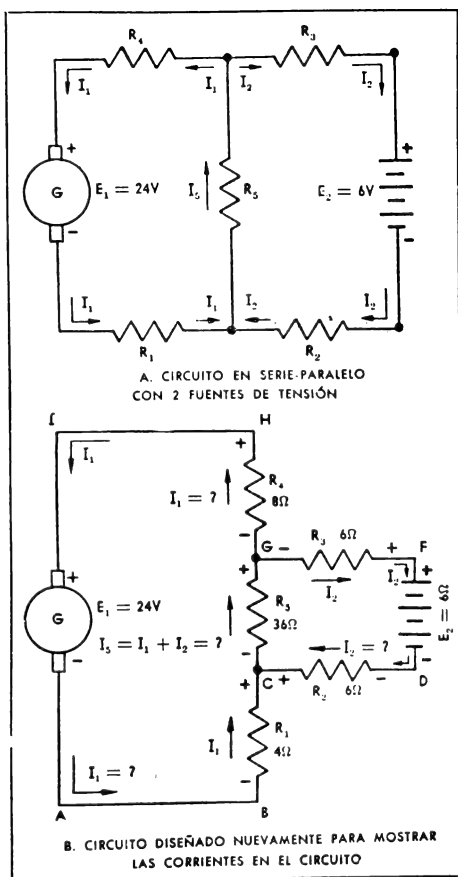 R₄
R₃
I₁
I₁
I₂
I₂
+
+
G
E₁ = 24V
I₅
R₅
E₂ = 6V
-
-
I₁
I₁
I₂
I₂
R₁
R₂
A. CIRCUITO EN SERIE-PARALELO
CON 2 FUENTES DE TENSIÓN
I
H
I₁
+
I₁ = ?
R₄
8Ω
-
R₃ 6Ω
G
-
+
F
+
+
I₂
I₂
+
G
E₁ = 24V
R₅
I₅ = I₁ + I₂ = ?
36Ω
E₂ = 6Ω
-
-
I₂ = ?
+
C
+
-
D
R₂
6Ω
I₁
R₁
4Ω
-
I₁ = ?
A
B
B. CIRCUITO DISEÑADO NUEVAMENTE PARA MOSTRAR
LAS CORRIENTES EN EL CIRCUITO